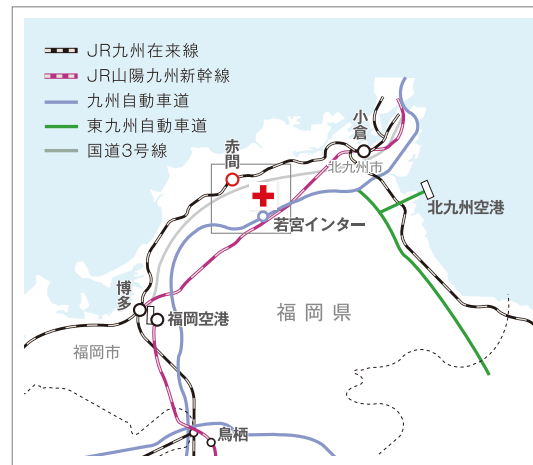 JR九州在来線
JR山陽九州新幹線
九州自動車道
東九州自動車道
国道3号線
小倉
赤間
北九州市
北九州空港
若宮インター
博多
福岡空港
福岡県
福岡市
鳥栖